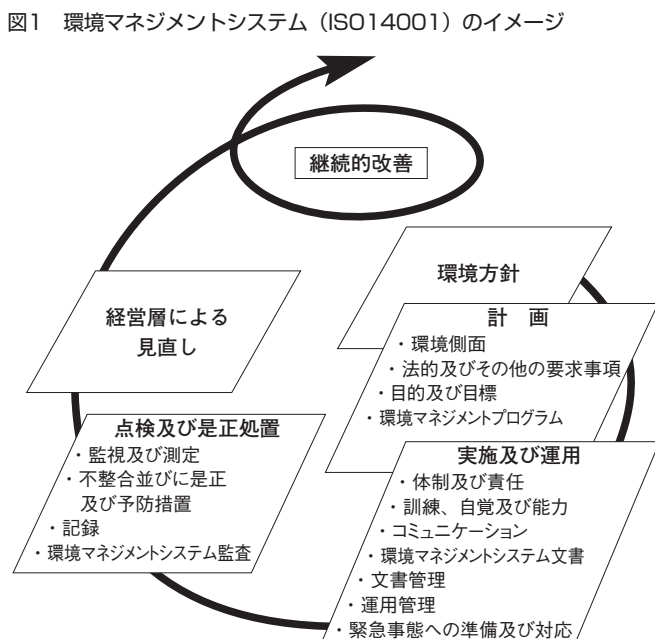 図1　環境マネジメントシステム（ISO14001）のイメージ
継続的改善
環境方針
計　画
・環境側面
・法的及びその他の要求事項
・目的及び目標
・環境マネジメントプログラム
実施及び運用
・体制及び責任
・訓練、自覚及び能力
・コミュニケーション
・環境マネジメントシステム文書
・文書管理
・運用管理
・緊急事態への準備及び対応
点検及び是正処置
・監視及び測定
・不整合並びに是正
及び予防措置
・記録
・環境マネジメントシステム監査
経営層による
見直し